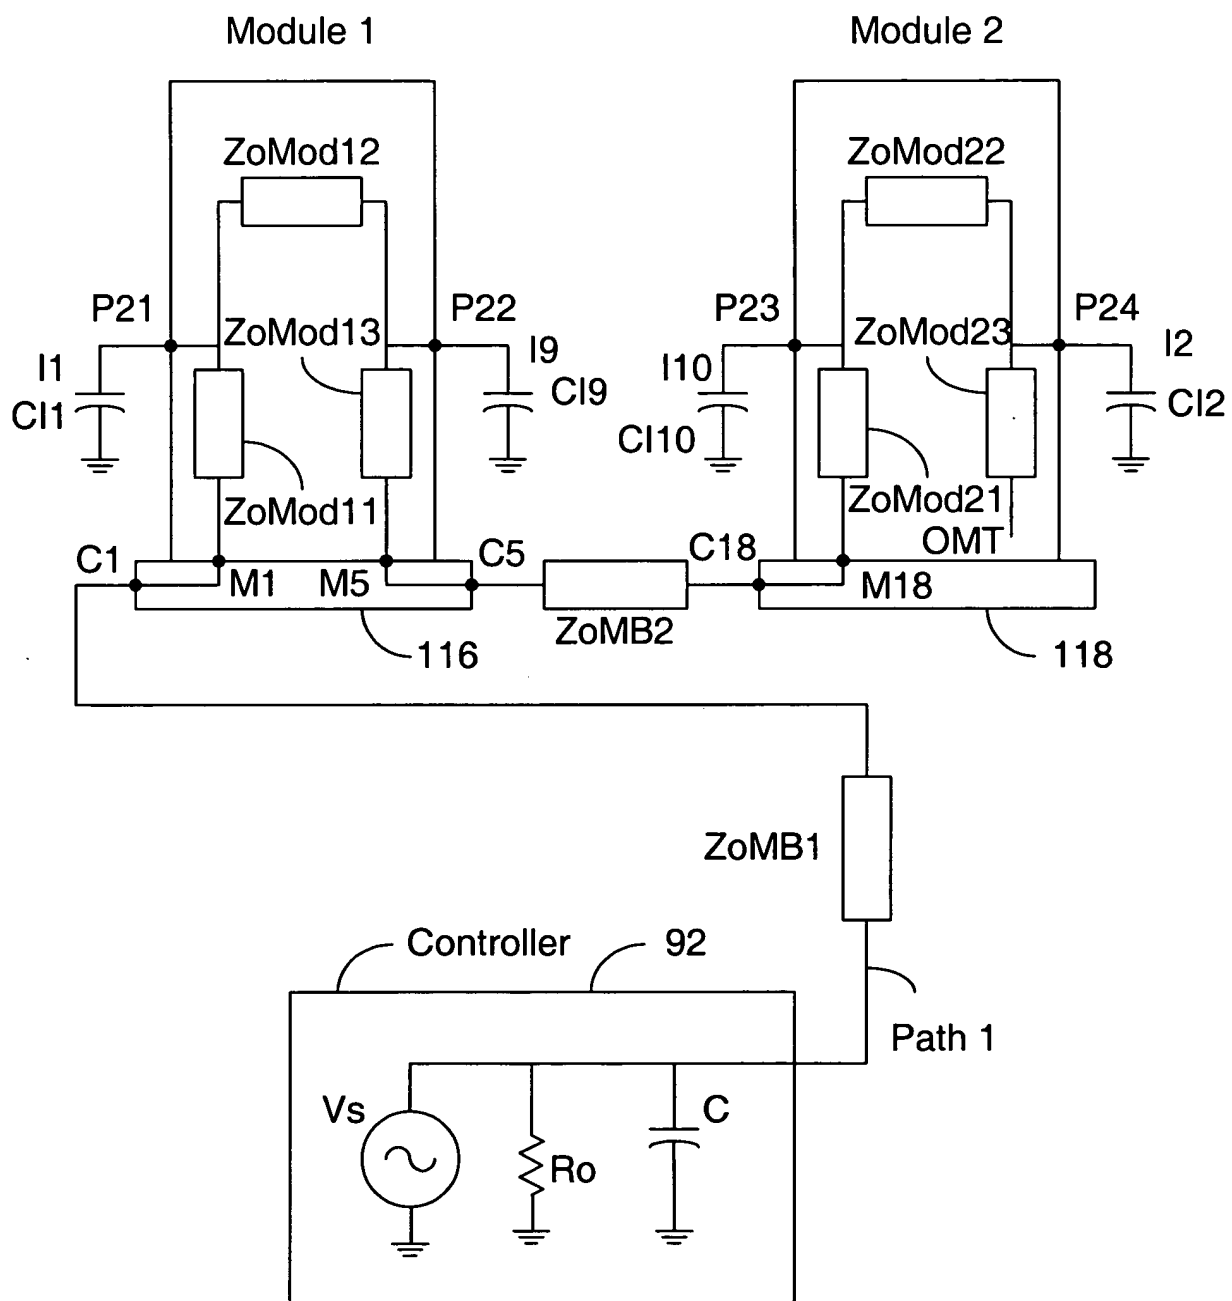 Module 1
Module 2
ZoMod12
ZoMod22
P21
ZoMod13
P22
P23
ZoMod23
P24
I1
CI1
I9
CI9
I10
CI10
I2
CI2
ZoMod11
ZoMod21
OMT
C1
M1
M5
C5
C18
M18
ZoMB2
116
118
ZoMB1
Controller
92
Path 1
Vs
Ro
C